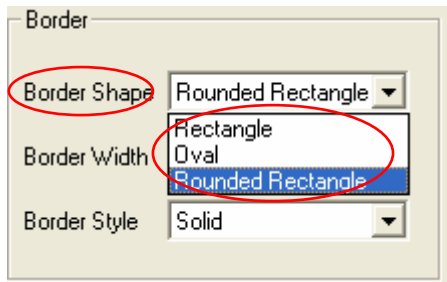 Border
Border Shape Rounded Rectangle
Rectangle
Border Width Oval
Rounded Rectangle
Border Style Solid